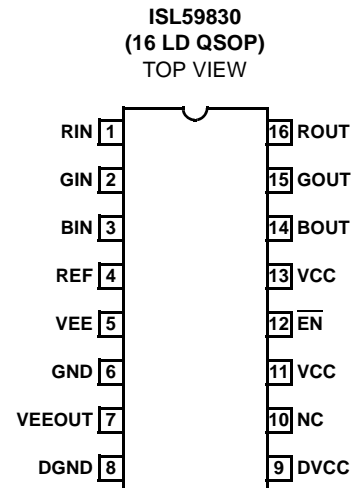 ISL59830
(16 LD QSOP)
TOP VIEW
RIN 1 16 ROUT
GIN 2 15 GOUT
BIN 3 14 BOUT
REF 4 13 VCC
VEE 5 12 EN
GND 6 11 VCC
VEEOUT 7 10 NC
DGND 8 9 DVCC